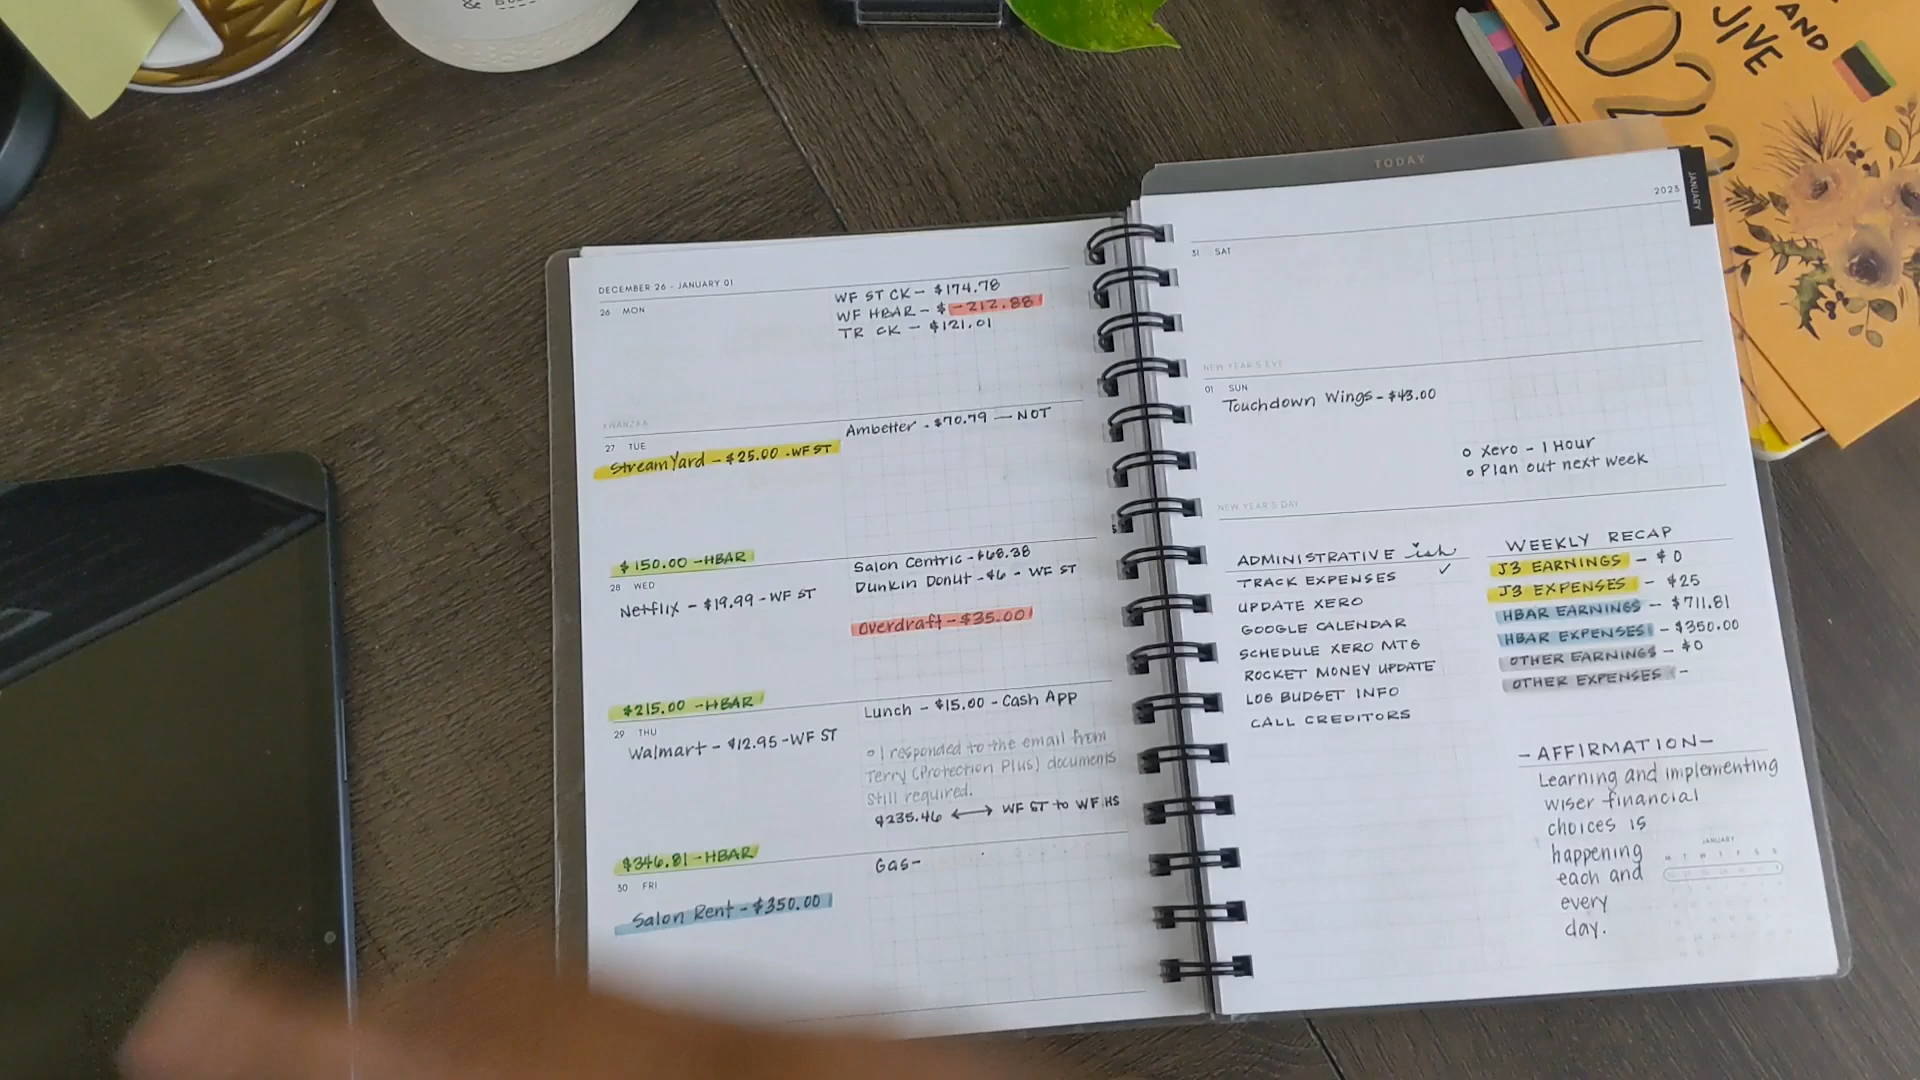 &
TODAY
2023
JANUARY
AND
JIVE
DECEMBER 26 - JANUARY 01
26 MON
WF ST CK - $174.78
WF HBAR - $ -212.88
TR CK - $121.01
KWANZAA
27 TUE
StreamYard - $25.00 - WF ST
Ambetter - $70.79 — NOT
$150.00 - HBAR
28 WED
Netflix - $19.99 - WF ST
Salon Centric - $68.38
Dunkin Donut - $6 - WF ST
Overdraft - $35.00
$215.00 - HBAR
29 THU
Walmart - $12.95 - WF ST
Lunch - $15.00 - Cash App
I responded to the email from
Terry (Protection Plus) documents
still required.
$235.46 ⟷ WF ST to WF HS
$346.81 - HBAR
30 FRI
Salon Rent - $350.00
Gas -
31 SAT
NEW YEAR'S EVE
01 SUN
Touchdown Wings - $43.00
o Xero - 1 Hour
o Plan out next week
NEW YEAR'S DAY
ADMINISTRATIVE ish
TRACK EXPENSES ✓
UPDATE XERO
GOOGLE CALENDAR
SCHEDULE XERO MTG
ROCKET MONEY UPDATE
LOG BUDGET INFO
CALL CREDITORS
WEEKLY RECAP
J3 EARNINGS - $0
J3 EXPENSES - $25
HBAR EARNINGS - $711.81
HBAR EXPENSES - $350.00
OTHER EARNINGS - $0
OTHER EXPENSES -
- AFFIRMATION -
Learning and implementing
wiser financial
choices is
happening
each and
every
day.
JANUARY
M T W T F S S